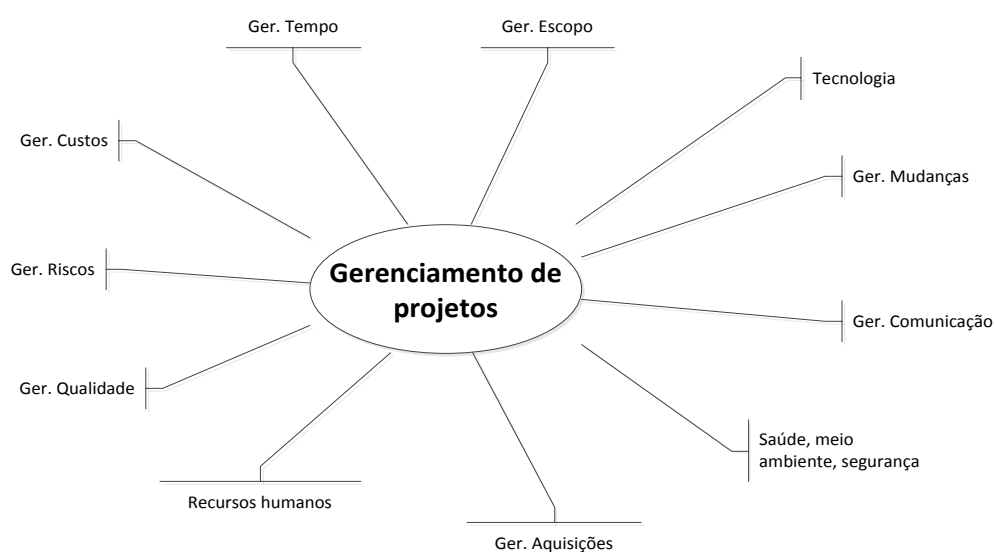 Ger. Tempo
Ger. Escopo
Tecnologia
Ger. Custos
Ger. Mudanças
Gerenciamento de
projetos
Ger. Riscos
Ger. Comunicação
Ger. Qualidade
Saúde, meio
ambiente, segurança
Recursos humanos
Ger. Aquisições